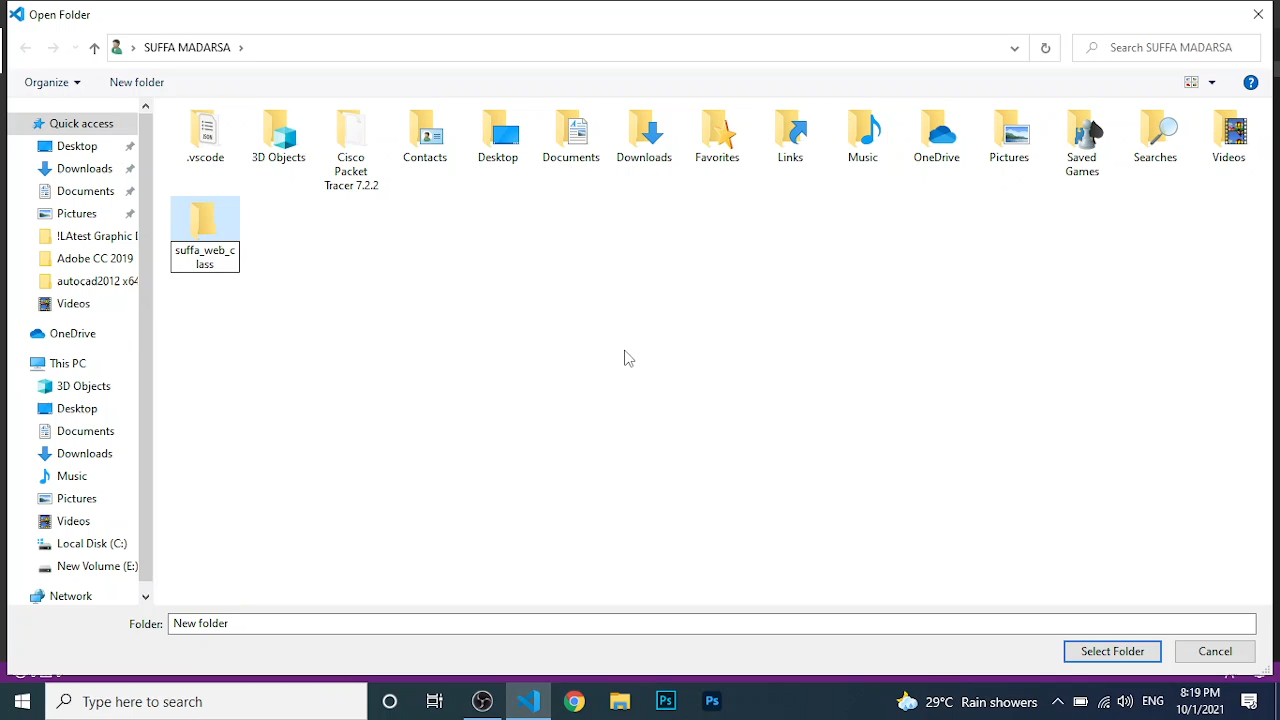 Open Folder
SUFFA MADARSA
Search SUFFA MADARSA
Organize
New folder
Quick access
Desktop
Downloads
Documents
Pictures
!LAtest Graphic
Adobe CC 2019
autocad2012 x64
Videos
OneDrive
This PC
3D Objects
Desktop
Documents
Downloads
Music
Pictures
Videos
Local Disk (C:)
New Volume (E:)
Network
.vscode
3D Objects
Cisco
Packet
Tracer 7.2.2
Contacts
Desktop
Documents
Downloads
Favorites
Links
Music
OneDrive
Pictures
Saved
Games
Searches
Videos
suffa_web_c
lass
Folder:
New folder
Select Folder
Cancel
Type here to search
Ps
Ps
29°C Rain showers
ENG
8:19 PM
10/1/2021